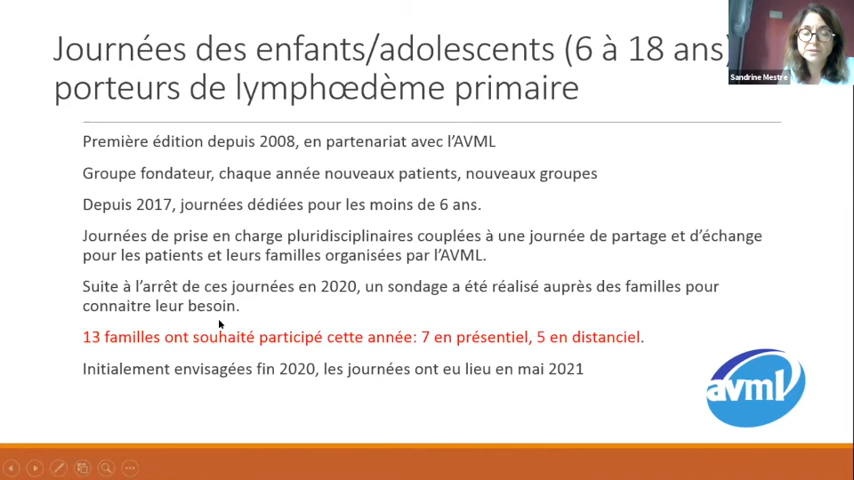 Journées des enfants/adolescents (6 à 18 ans)
porteurs de lymphœdème primaire
Sandrine Mestre
Première édition depuis 2008, en partenariat avec l’AVML
Groupe fondateur, chaque année nouveaux patients, nouveaux groupes
Depuis 2017, journées dédiées pour les moins de 6 ans.
Journées de prise en charge pluridisciplinaires couplées à une journée de partage et d’échange
pour les patients et leurs familles organisées par l’AVML.
Suite à l’arrêt de ces journées en 2020, un sondage a été réalisé auprès des familles pour
connaitre leur besoin.
13 familles ont souhaité participé cette année: 7 en présentiel, 5 en distanciel.
Initialement envisagées fin 2020, les journées ont eu lieu en mai 2021
avml